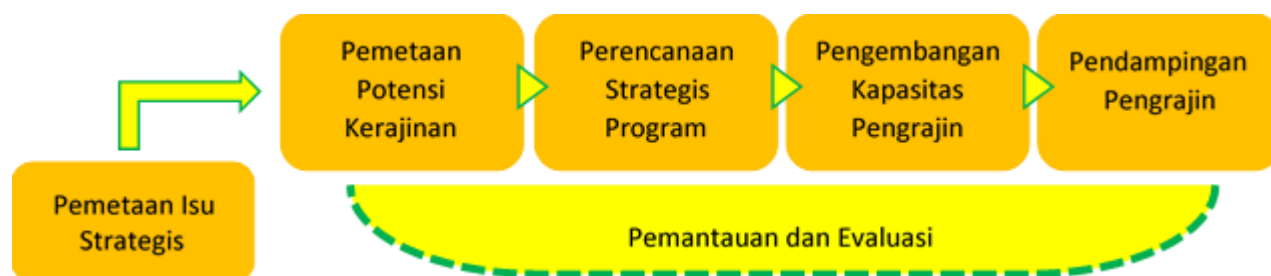 Pemetaan
Potensi
Kerajinan
Perencanaan
Strategis
Program
Pengembangan
Kapasitas
Pengrajin
Pendampingan
Pengrajin
Pemetaan Isu
Strategis
Pemantauan dan Evaluasi